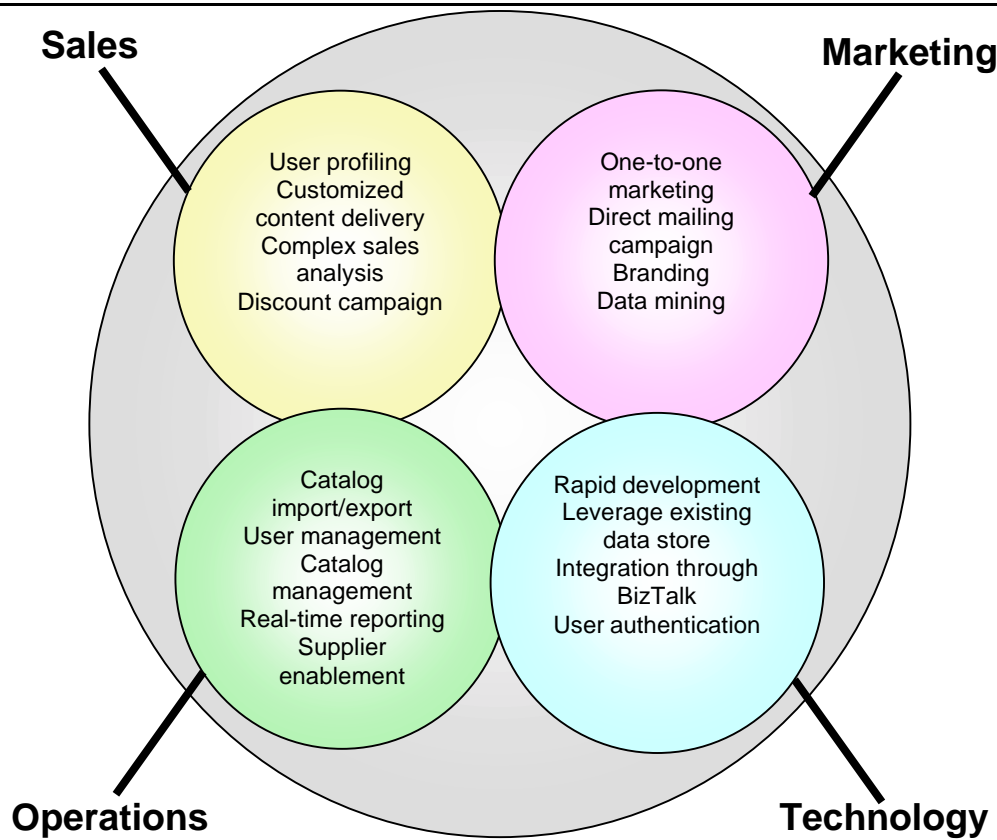 Sales
Marketing
User profiling
Customized
content delivery
Complex sales
analysis
Discount campaign
One-to-one
marketing
Direct mailing
campaign
Branding
Data mining
Catalog
import/export
User management
Catalog
management
Real-time reporting
Supplier
enablement
Rapid development
Leverage existing
data store
Integration through
BizTalk
User authentication
Operations
Technology